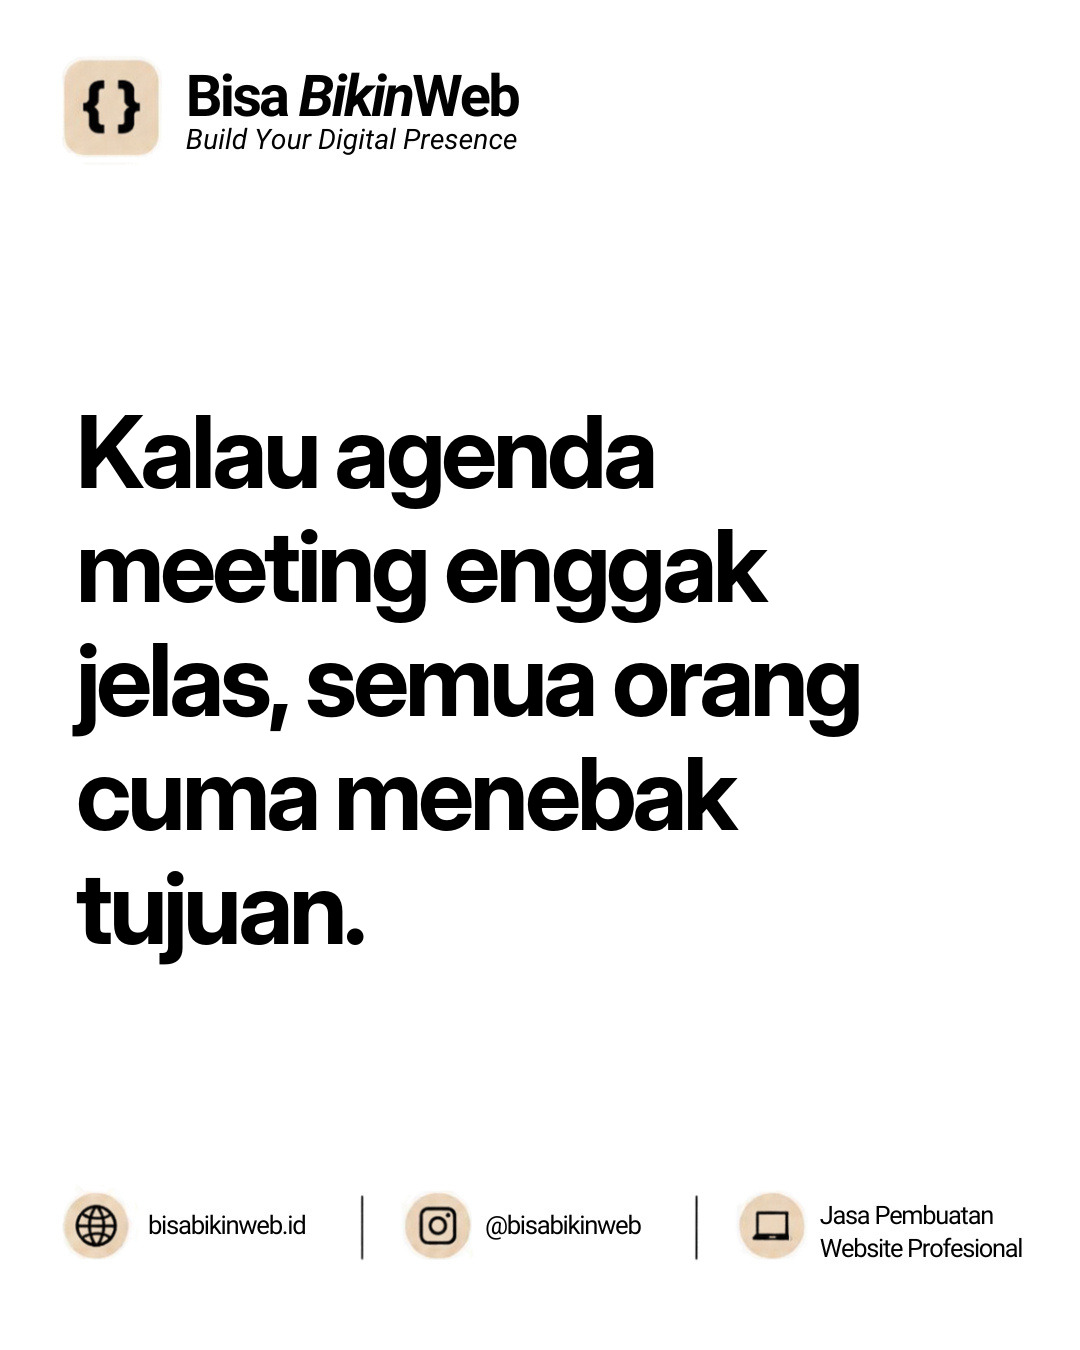 { }
Bisa BikinWeb
Build Your Digital Presence
Kalau agenda
meeting enggak
jelas, semua orang
cuma menebak
tujuan.
bisabikinweb.id
@bisabikinweb
Jasa Pembuatan
Website Profesional